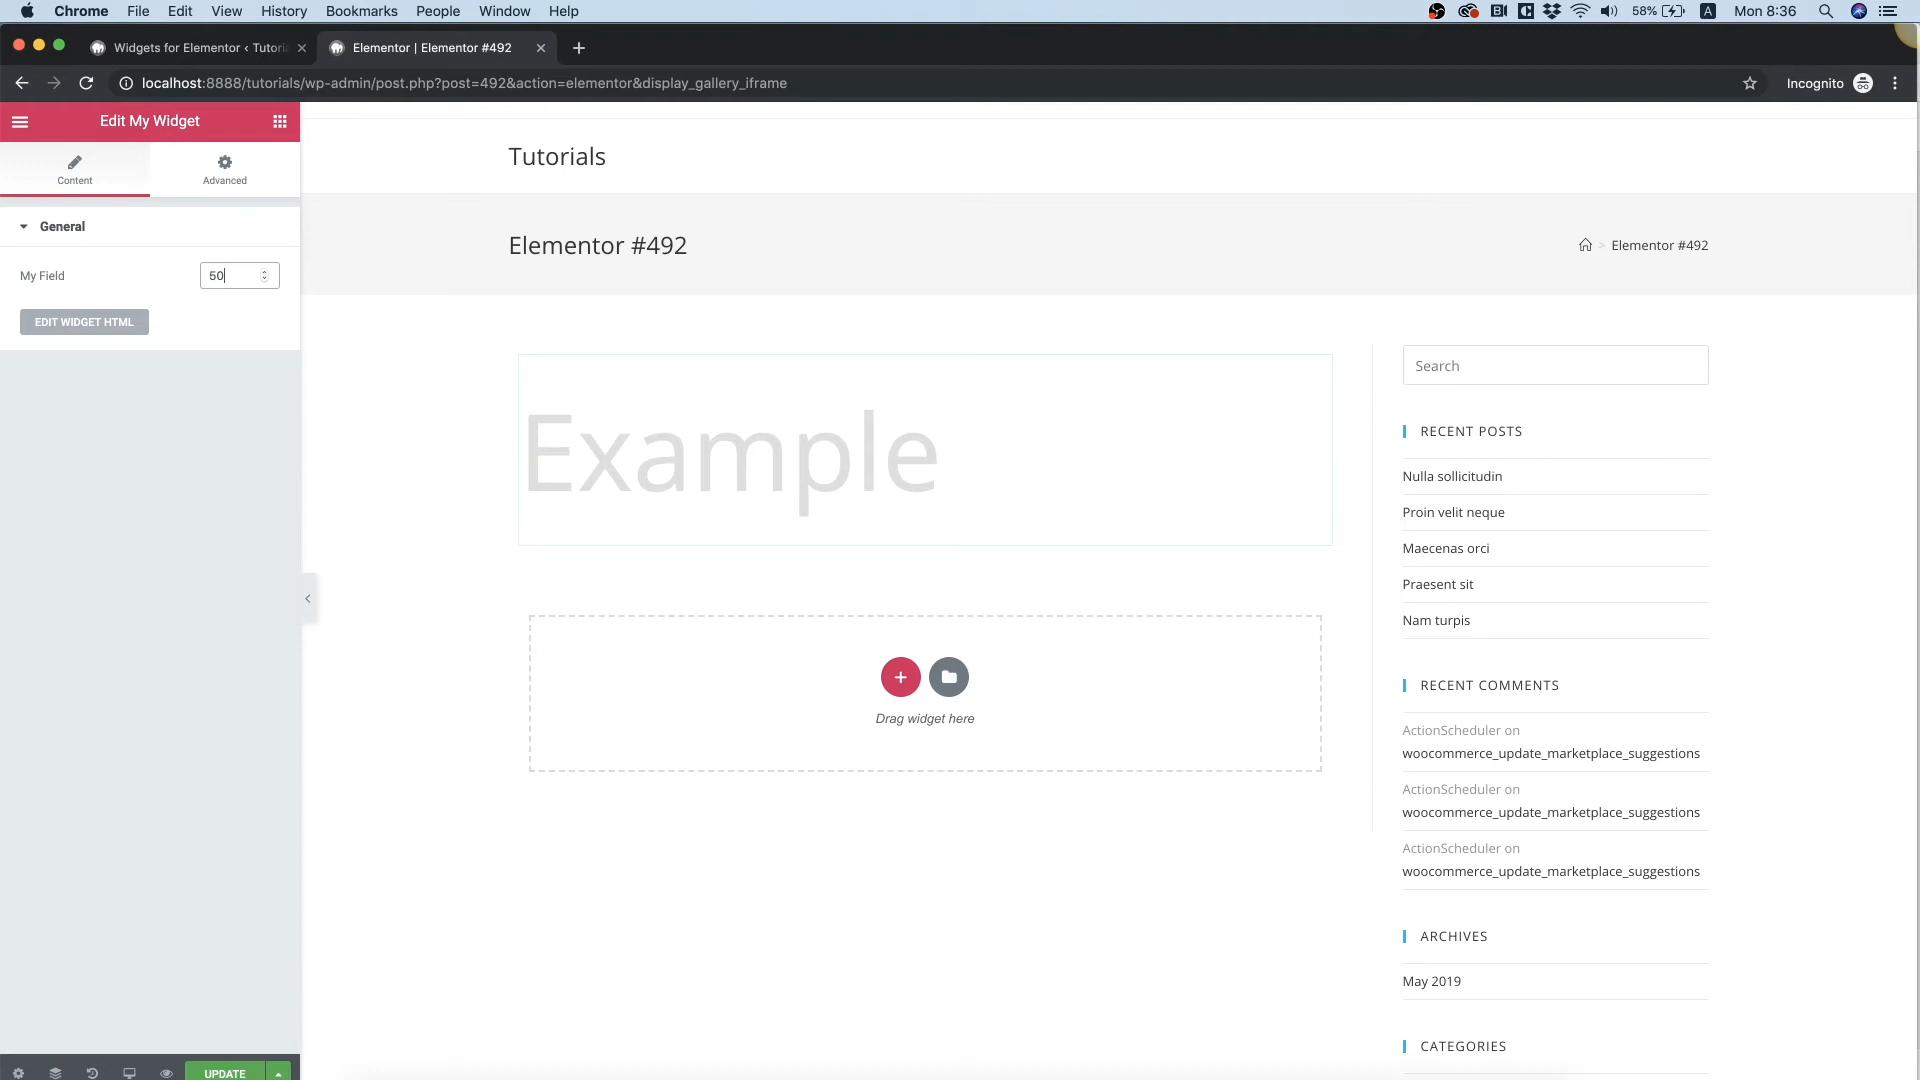 Chrome File Edit View History Bookmarks People Window Help
58% A Mon 8:36
Widgets for Elementor ‹ Tutori
Elementor | Elementor #492
localhost:8888/tutorials/wp-admin/post.php?post=492&action=elementor&display_gallery_iframe
Incognito
Edit My Widget
Content
Advanced
General
My Field
50
EDIT WIDGET HTML
UPDATE
Tutorials
Elementor #492
> Elementor #492
Example
Drag widget here
Search
RECENT POSTS
Nulla sollicitudin
Proin velit neque
Maecenas orci
Praesent sit
Nam turpis
RECENT COMMENTS
ActionScheduler on
woocommerce_update_marketplace_suggestions
ActionScheduler on
woocommerce_update_marketplace_suggestions
ActionScheduler on
woocommerce_update_marketplace_suggestions
ARCHIVES
May 2019
CATEGORIES